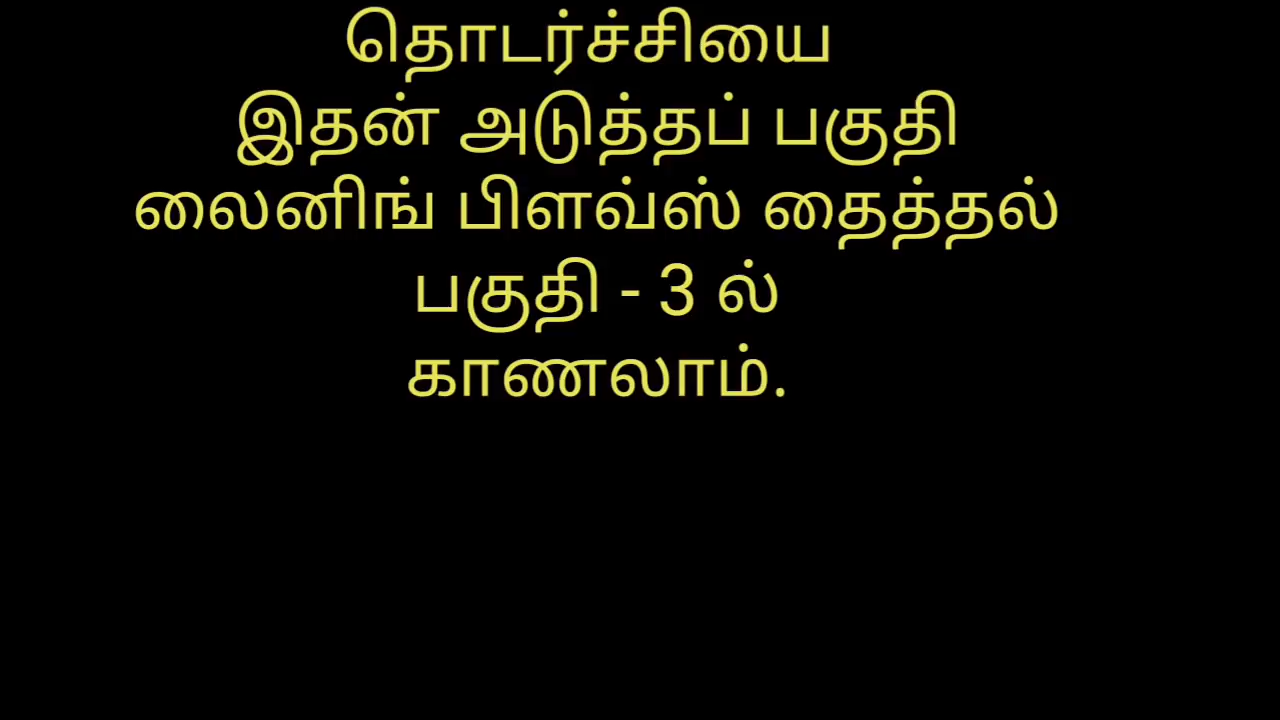 தொடர்ச்சியை
இதன் அடுத்தப் பகுதி
லைனிங் பிளவ்ஸ் தைத்தல்
பகுதி - 3 ல்
காணலாம்.